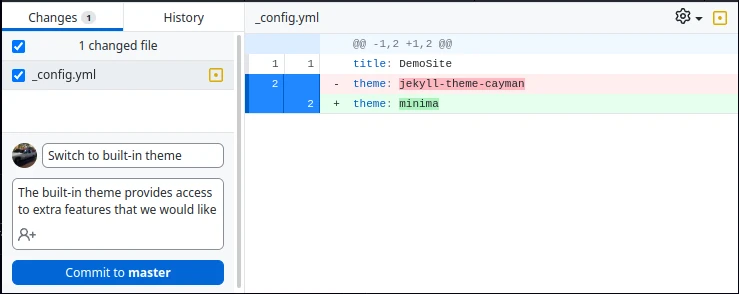 Changes 1
History
1 changed file
_config.yml
Switch to built-in theme
The built-in theme provides access
to extra features that we would like
Commit to master
_config.yml
@@ -1,2 +1,2 @@
1 1 title: DemoSite
2 - theme: jekyll-theme-cayman
2 + theme: minima